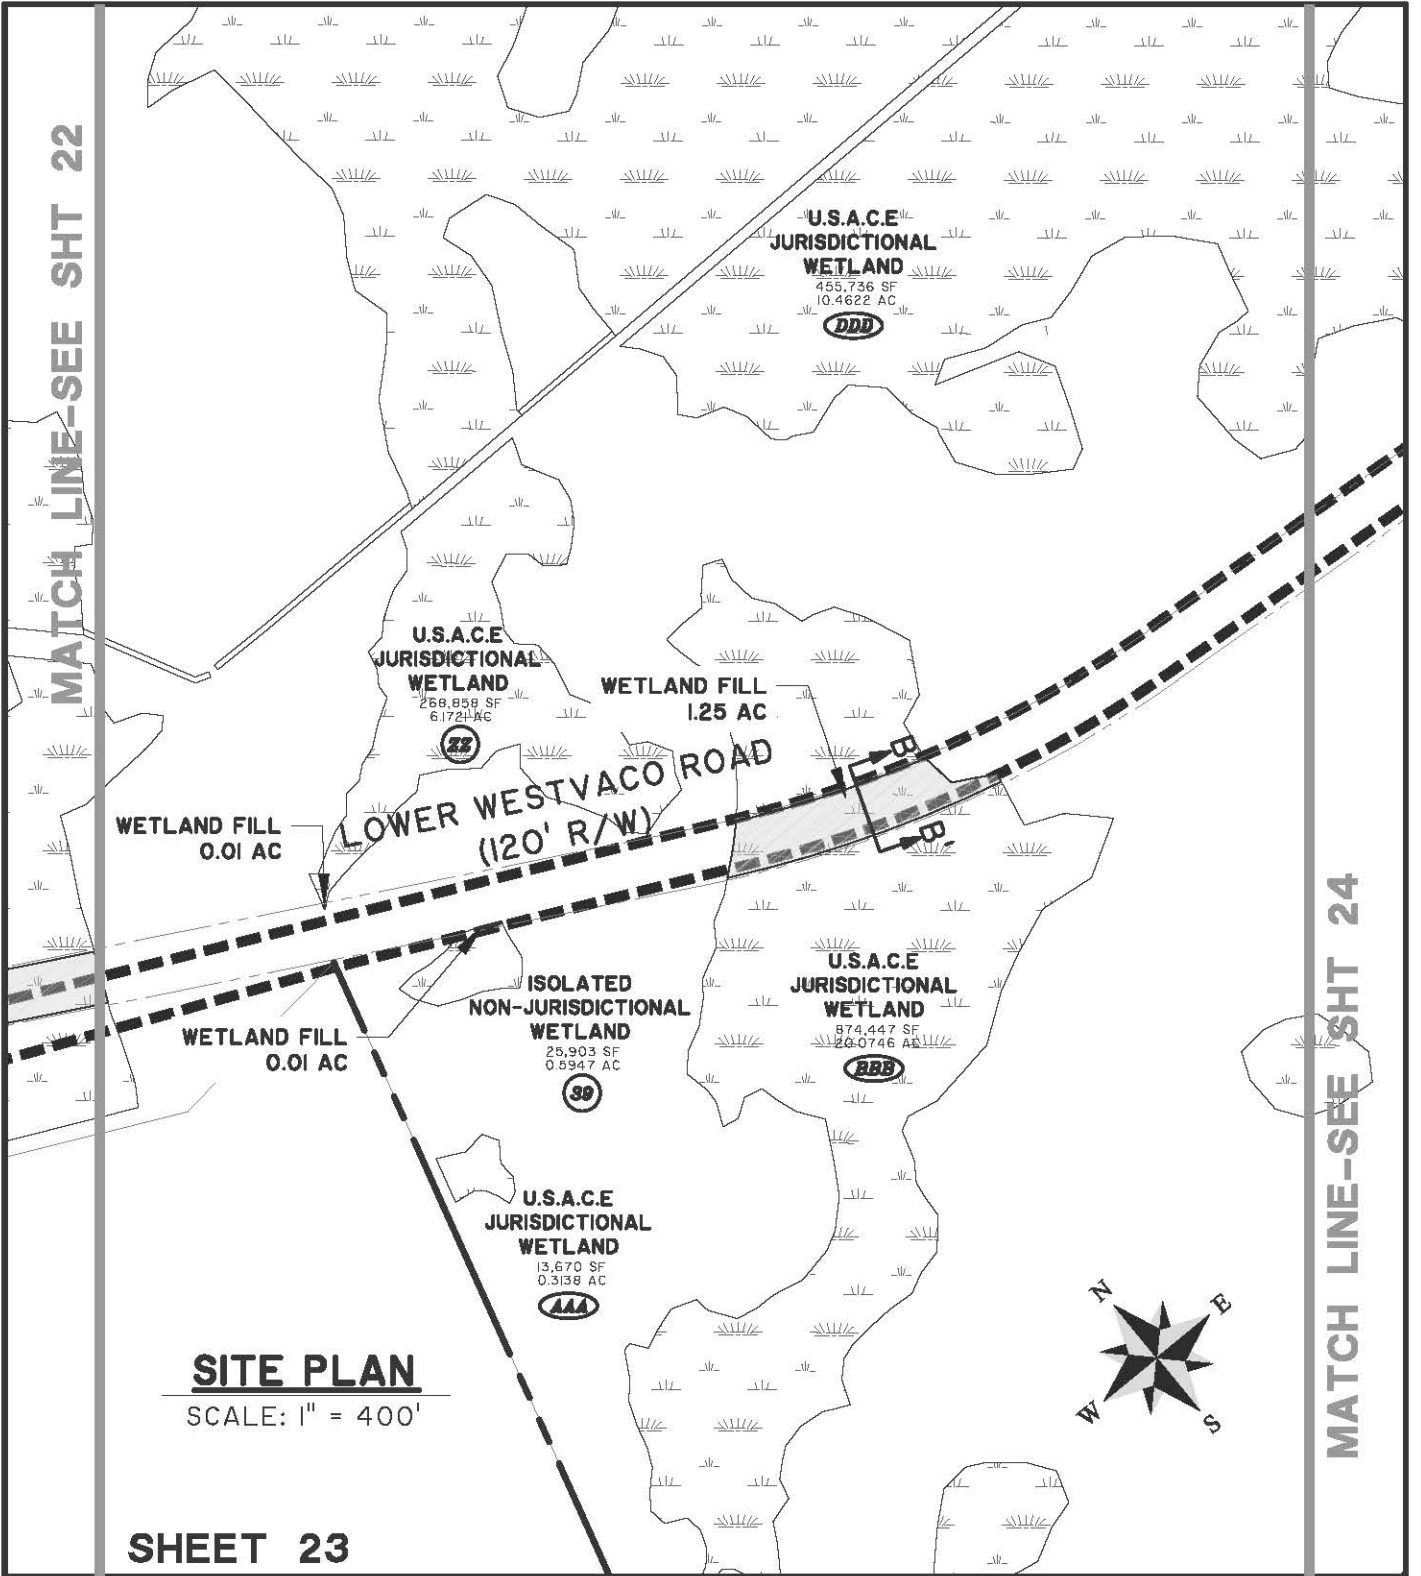 MATCH LINE-SEE SHT 22
U.S.A.C.E
JURISDICTIONAL
WETLAND
455,736 SF
10.4622 AC
DDD
U.S.A.C.E
JURISDICTIONAL
WETLAND
268,858 SF
6.1721 AC
ZZ
WETLAND FILL
1.25 AC
B
B'
LOWER WESTVACO ROAD
(120' R/W)
WETLAND FILL
0.01 AC
WETLAND FILL
0.01 AC
ISOLATED
NON-JURISDICTIONAL
WETLAND
25,903 SF
0.5947 AC
39
U.S.A.C.E
JURISDICTIONAL
WETLAND
874,447 SF
20.0746 AC
BBB
U.S.A.C.E
JURISDICTIONAL
WETLAND
13,670 SF
0.3138 AC
AAA
MATCH LINE-SEE SHT 24
N
E
W
S
SITE PLAN
SCALE: 1" = 400'
SHEET 23